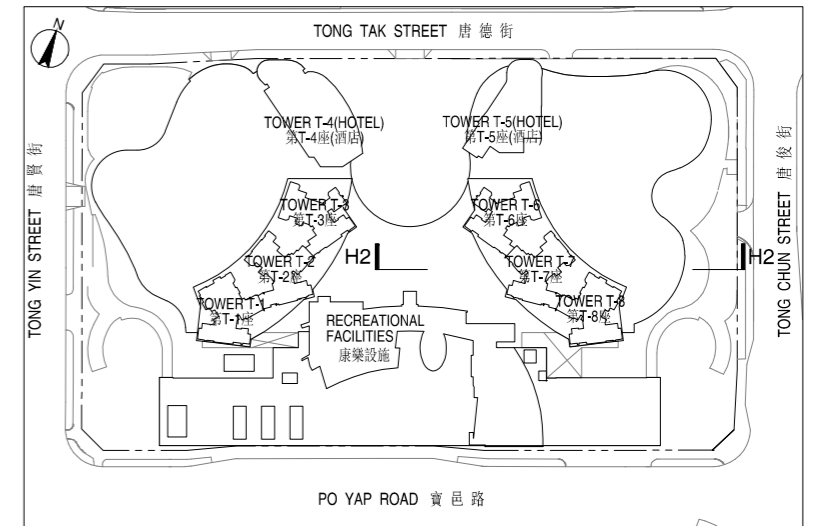 N
TONG TAK STREET 唐德街
TOWER T-4(HOTEL)
第T-4座(酒店)
TOWER T-5(HOTEL)
第T-5座(酒店)
TONG YIN STREET 唐賢街
TONG CHUN STREET 唐俊街
TOWER T-3
第T-3座
TOWER T-6
第T-6座
H2
TOWER T-2
第T-2座
TOWER T-7
第T-7座
H2
TOWER T-1
第T-1座
TOWER T-8
第T-8座
RECREATIONAL
FACILITIES
康樂設施
PO YAP ROAD 寶邑路